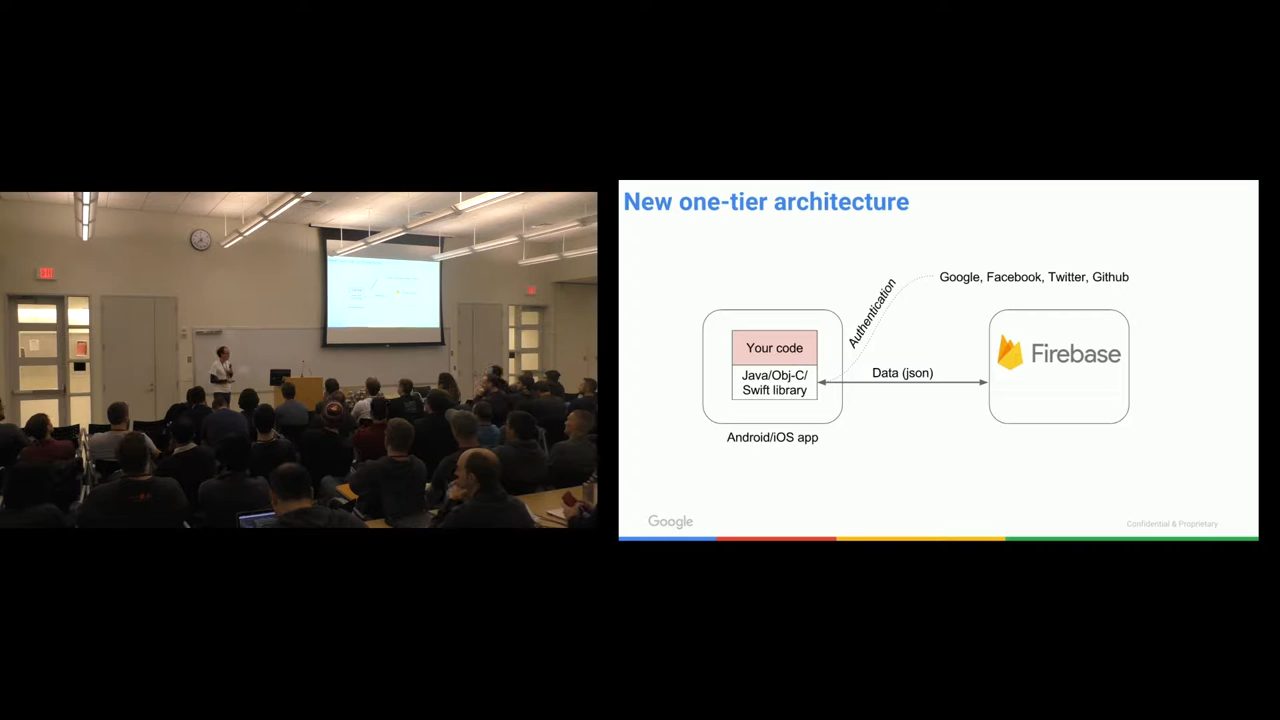 New one-tier architecture
Google, Facebook, Twitter, Github
Authentication
Your code
Java/Obj-C/
Swift library
Data (json)
Firebase
Android/iOS app
Google
Confidential & Proprietary